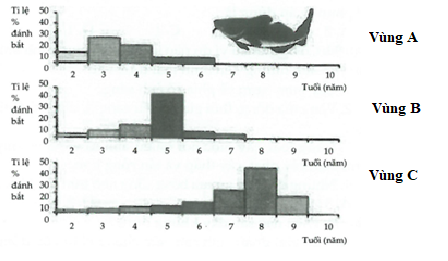 Tỉ lệ
%
đánh
bắt
50
40
30
20
10
0
2 3 4 5 6 7 8 9 10
Tuổi (năm)
Vùng A
Tỉ lệ
%
đánh
bắt
50
40
30
20
10
0
2 3 4 5 6 7 8 9 10
Tuổi (năm)
Vùng B
Tỉ lệ
%
đánh
bắt
50
40
30
20
10
0
2 3 4 5 6 7 8 9 10
Tuổi (năm)
Vùng C